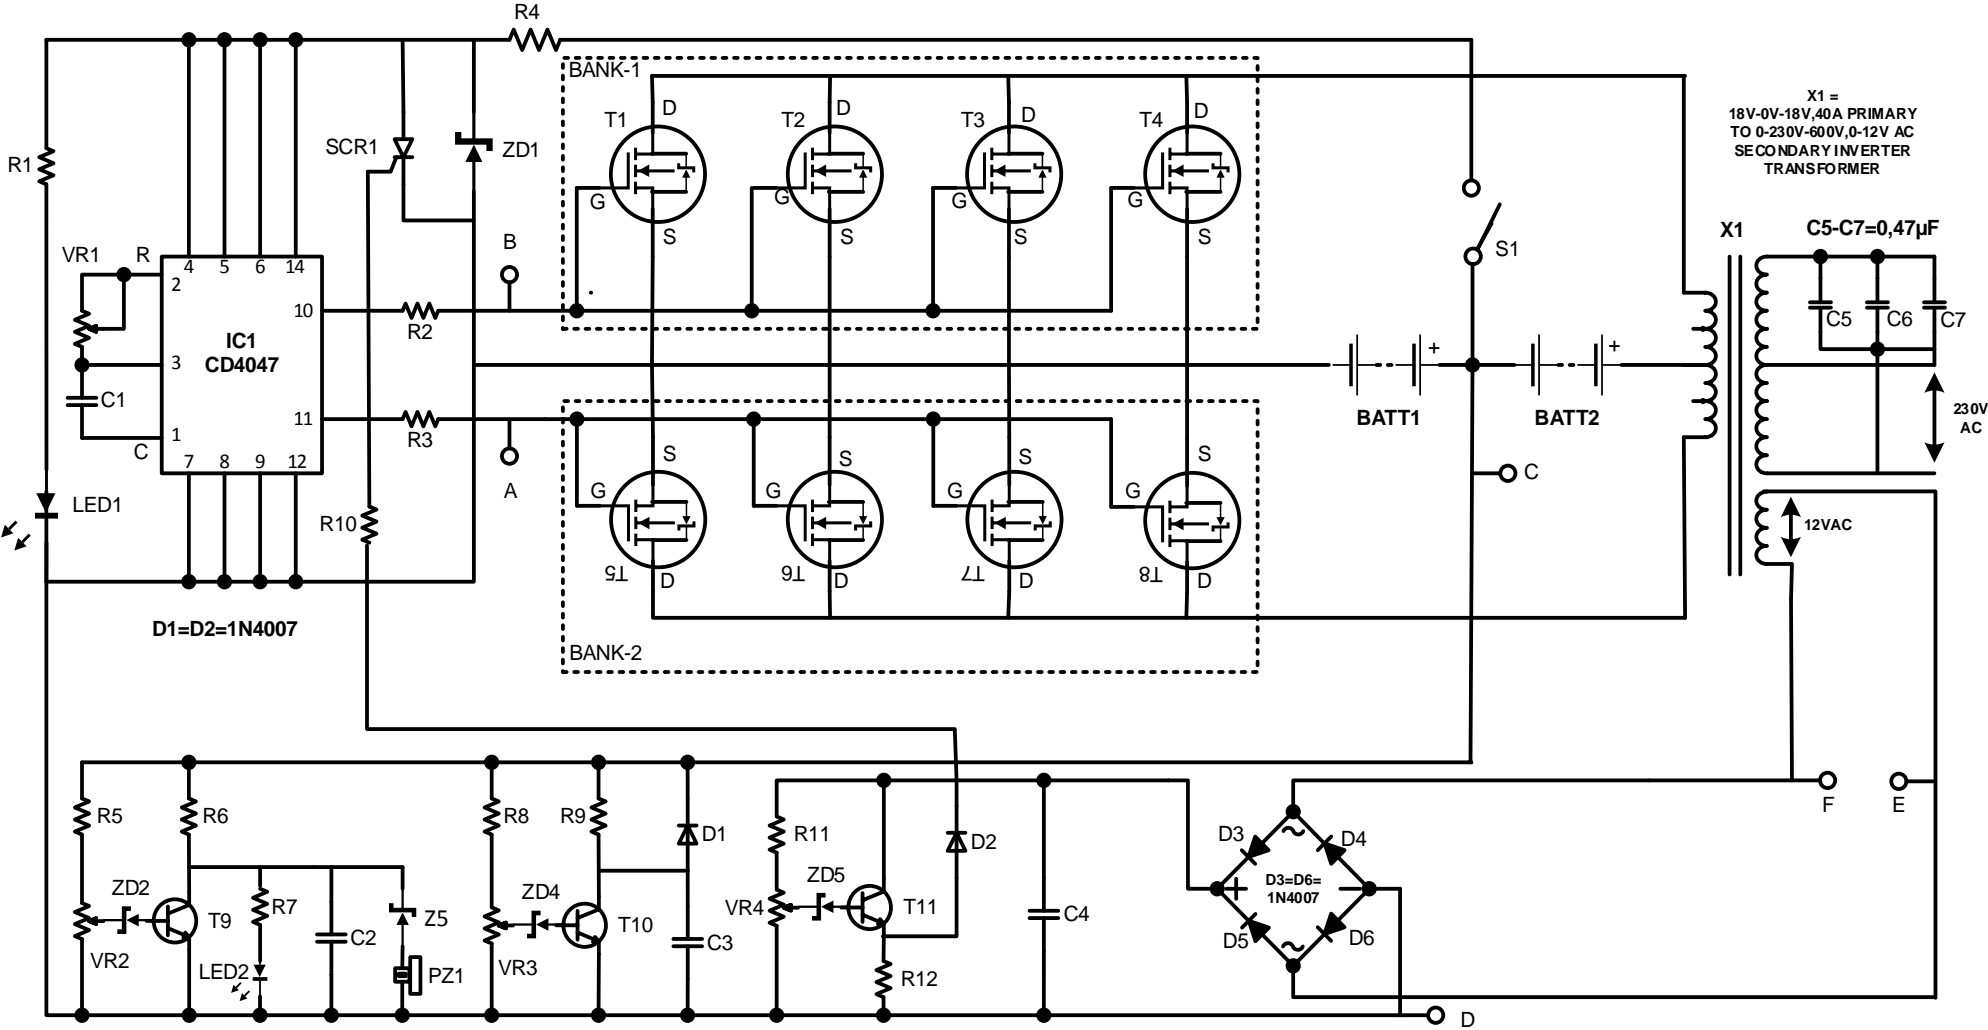 R4
BANK-1
X1 =
18V-0V-18V,40A PRIMARY
TO 0-230V-600V,0-12V AC
SECONDARY INVERTER
TRANSFORMER
R1
SCR1
ZD1
T1
D
G
S
T2
D
G
S
T3
D
G
S
T4
D
G
S
S1
X1
C5-C7=0,47µF
C5
C6
C7
VR1
R
4
5
6
14
2
10
IC1
CD4047
3
11
1
C
7
8
9
12
C1
R2
R3
B
A
+
BATT1
+
BATT2
230V
AC
C
12VAC
LED1
R10
S
G
T5
D
S
G
T6
D
S
G
T7
D
S
G
T8
D
D1=D2=1N4007
BANK-2
R5
R6
ZD2
T9
VR2
R7
LED2
C2
Z5
PZ1
R8
R9
ZD4
T10
VR3
D1
C3
R11
ZD5
VR4
T11
R12
D2
C4
D3
D4
D3=D6=
1N4007
D5
D6
F
E
D